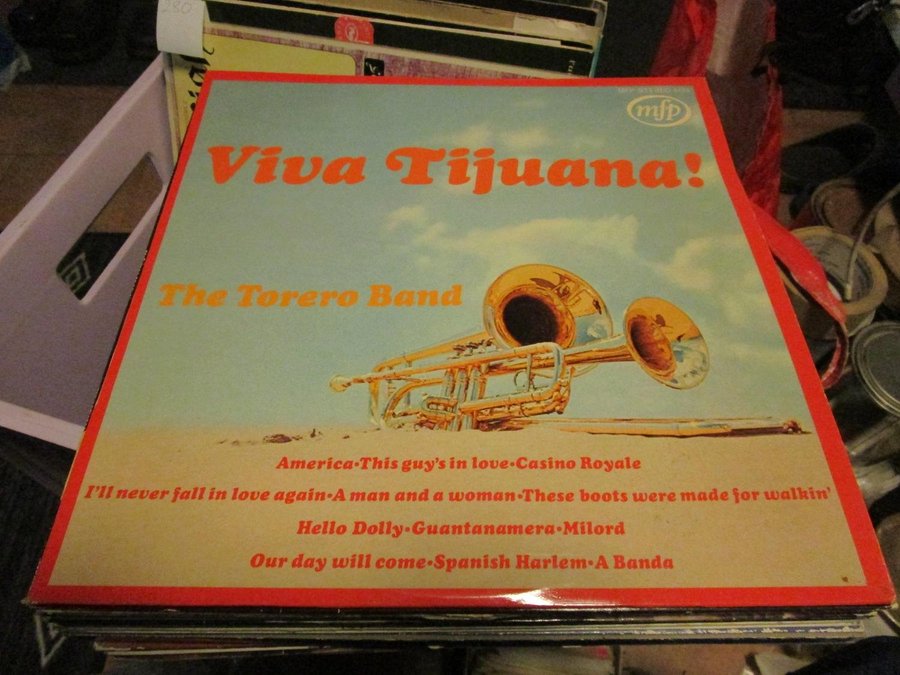 280
mfp
Viva Tijuana!
The Torero Band
America•This guy's in love•Casino Royale
I'll never fall in love again•A man and a woman•These boots were made for walkin'
Hello Dolly•Guantanamera•Milord
Our day will come•Spanish Harlem•A Banda